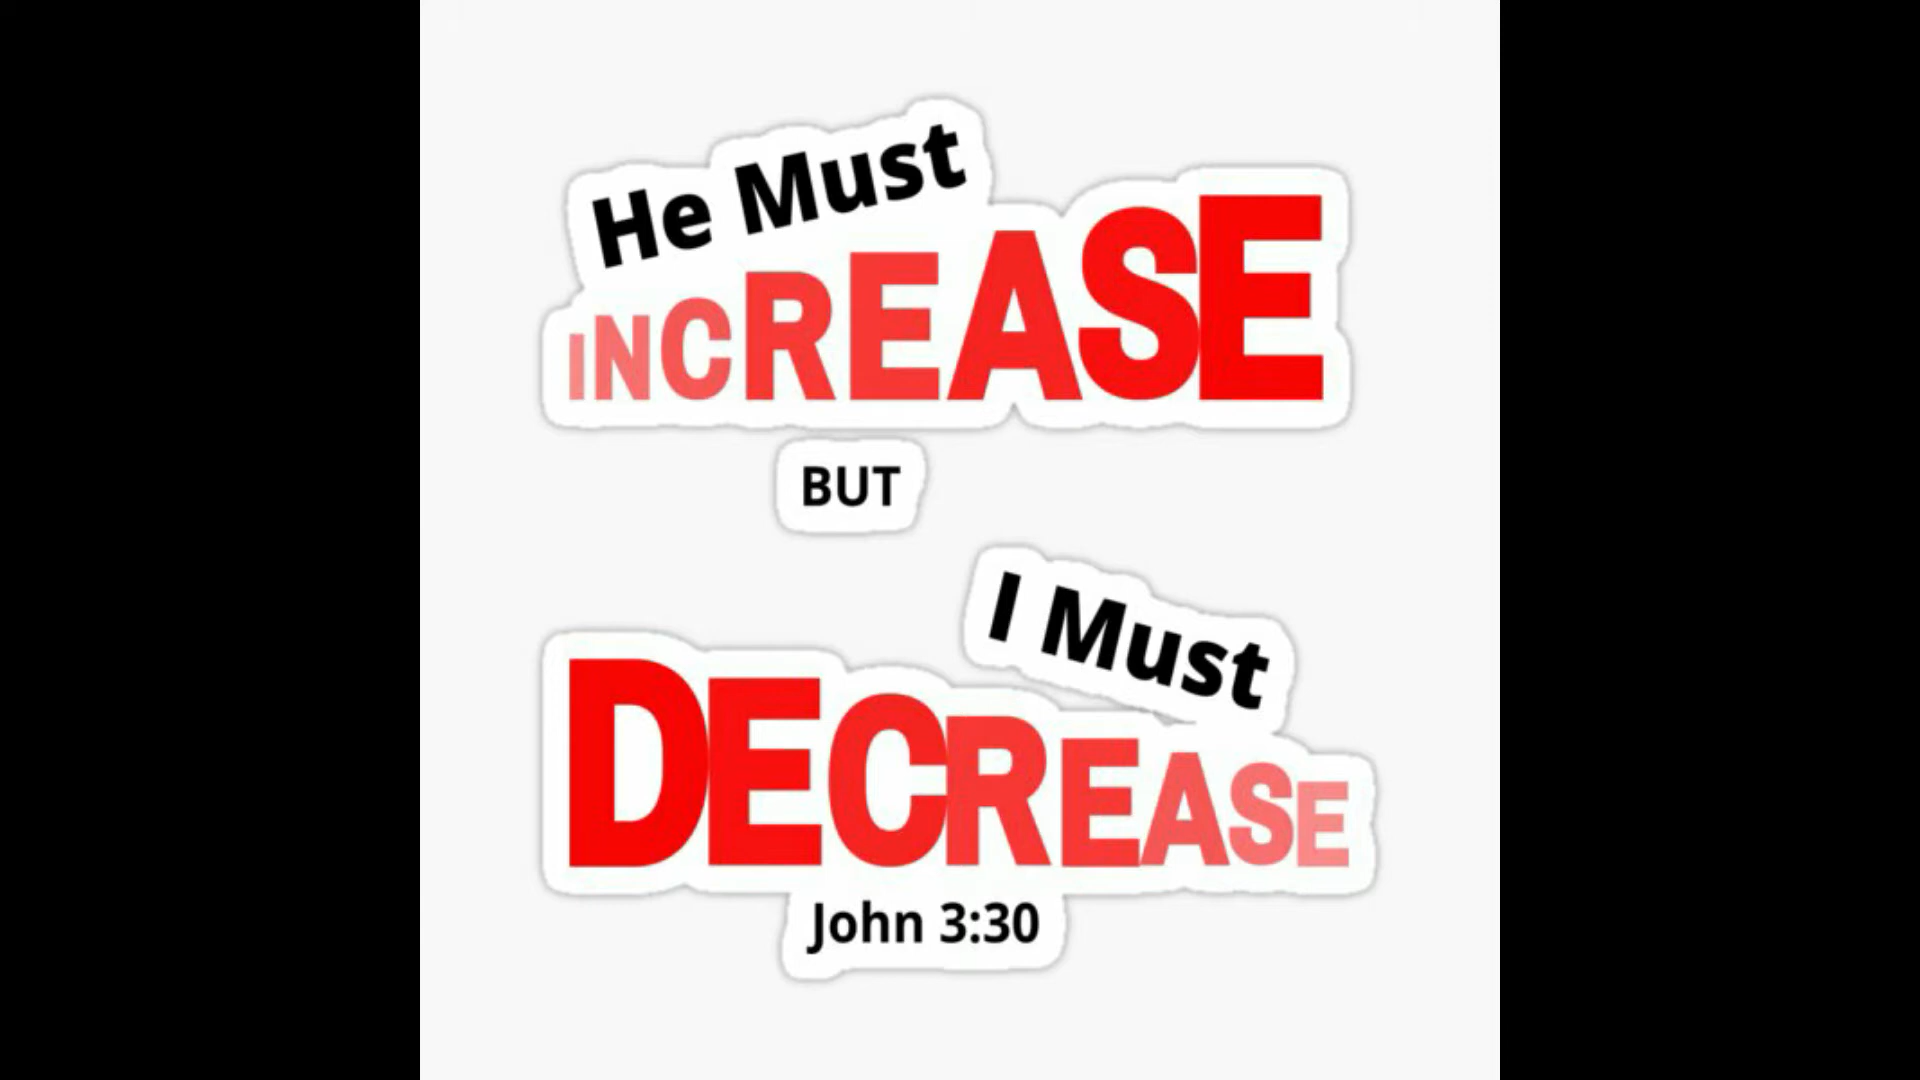 He Must
INCREASE
BUT
I Must
DECREASE
John 3:30